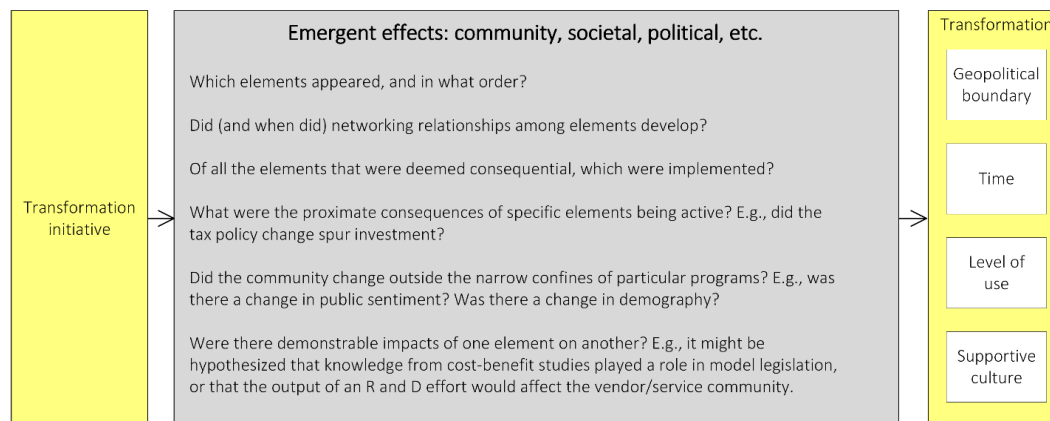 Transformation
initiative
Emergent effects: community, societal, political, etc.
Which elements appeared, and in what order?
Did (and when did) networking relationships among elements develop?
Of all the elements that were deemed consequential, which were implemented?
What were the proximate consequences of specific elements being active? E.g., did the
tax policy change spur investment?
Did the community change outside the narrow confines of particular programs? E.g., was
there a change in public sentiment? Was there a change in demography?
Were there demonstrable impacts of one element on another? E.g., it might be
hypothesized that knowledge from cost-benefit studies played a role in model legislation,
or that the output of an R and D effort would affect the vendor/service community.
Transformation
Geopolitical
boundary
Time
Level of
use
Supportive
culture